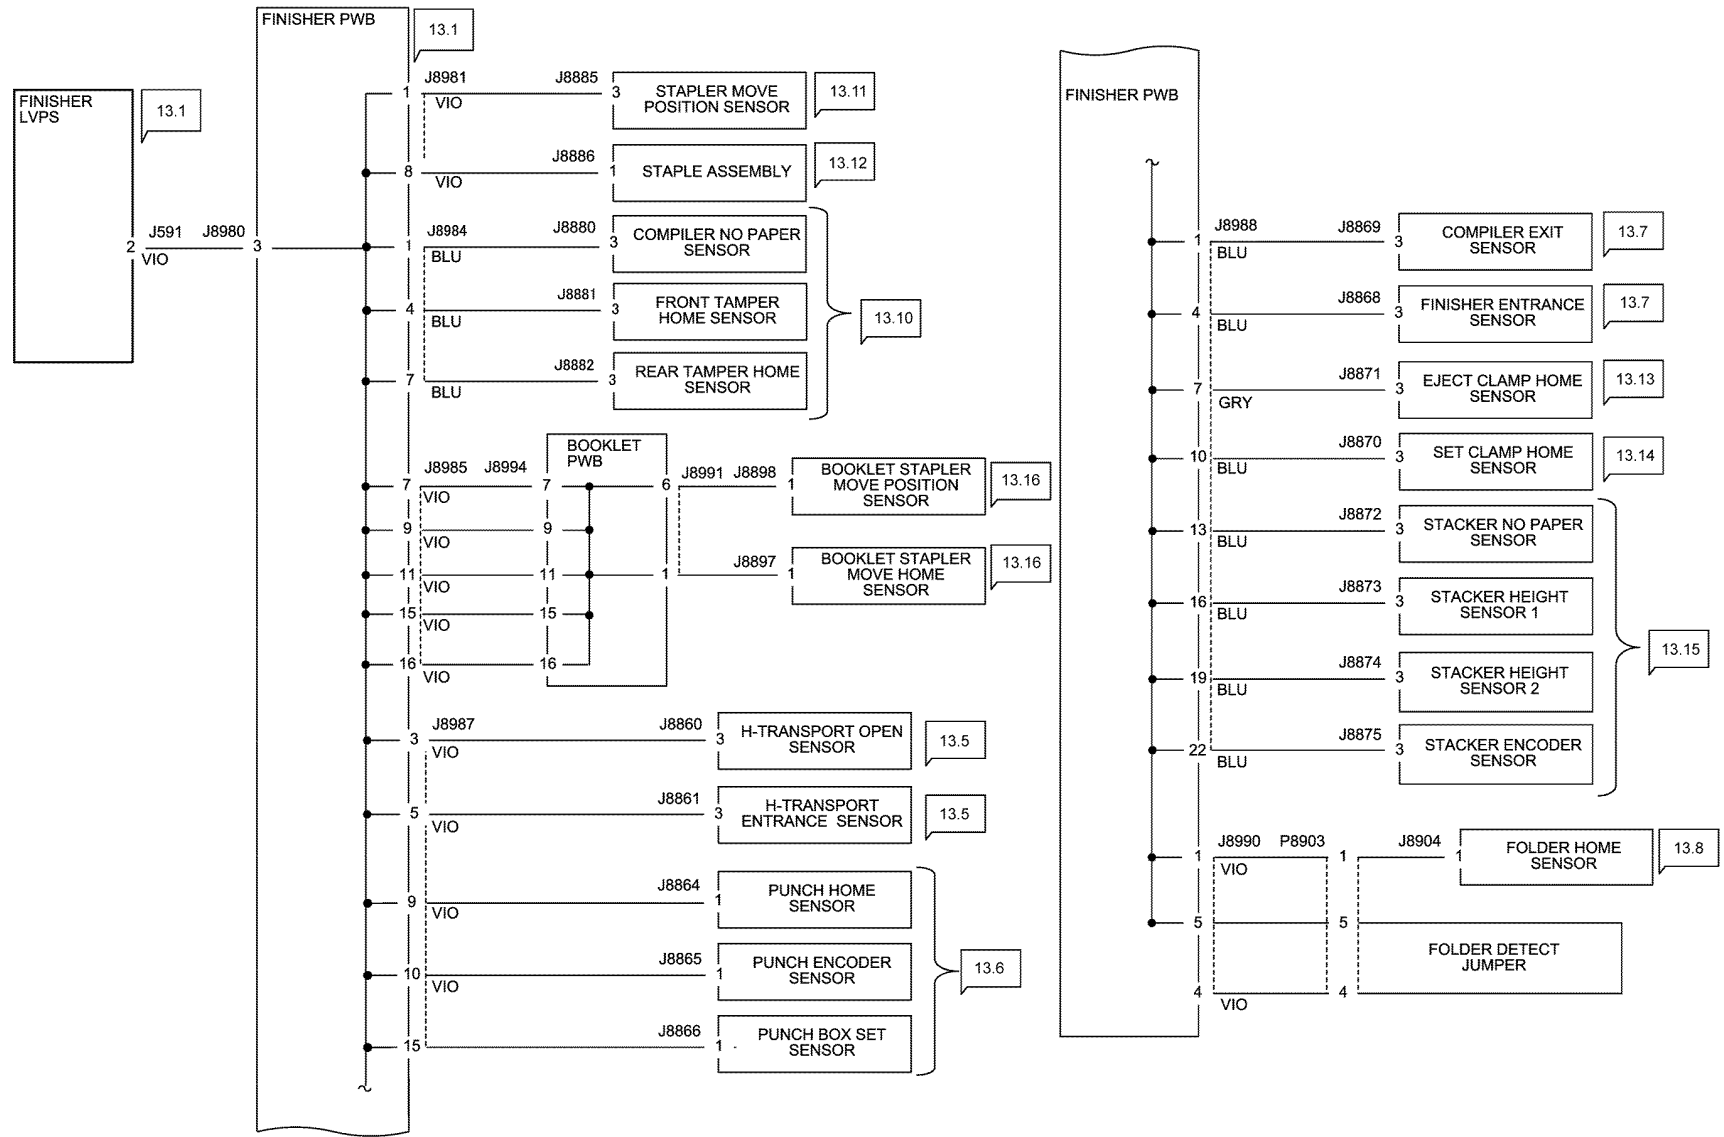 FINISHER PWB
13.1
FINISHER
LVPS
13.1
2
J591
VIO
J8980
3
1
J8981
VIO
J8885
3
STAPLER MOVE
POSITION SENSOR
13.11
8
VIO
J8886
1
STAPLE ASSEMBLY
13.12
1
J8984
BLU
J8880
3
COMPILER NO PAPER
SENSOR
4
BLU
J8881
3
FRONT TAMPER
HOME SENSOR
13.10
7
BLU
J8882
3
REAR TAMPER HOME
SENSOR
BOOKLET
PWB
7
J8985
VIO
J8994
7
6
J8991
J8898
1
BOOKLET STAPLER
MOVE POSITION
SENSOR
13.16
9
VIO
9
11
VIO
11
1
J8897
1
BOOKLET STAPLER
MOVE HOME
SENSOR
13.16
15
VIO
15
16
VIO
16
3
J8987
VIO
J8860
3
H-TRANSPORT OPEN
SENSOR
13.5
5
VIO
J8861
3
H-TRANSPORT
ENTRANCE SENSOR
13.5
9
VIO
J8864
1
PUNCH HOME
SENSOR
10
VIO
J8865
1
PUNCH ENCODER
SENSOR
13.6
15
J8866
1
PUNCH BOX SET
SENSOR
FINISHER PWB
1
J8988
BLU
J8869
3
COMPILER EXIT
SENSOR
13.7
4
BLU
J8868
3
FINISHER ENTRANCE
SENSOR
13.7
7
GRY
J8871
3
EJECT CLAMP HOME
SENSOR
13.13
10
BLU
J8870
3
SET CLAMP HOME
SENSOR
13.14
13
BLU
J8872
3
STACKER NO PAPER
SENSOR
16
BLU
J8873
3
STACKER HEIGHT
SENSOR 1
13.15
19
BLU
J8874
3
STACKER HEIGHT
SENSOR 2
22
BLU
J8875
3
STACKER ENCODER
SENSOR
1
J8990
VIO
P8903
1
J8904
1
FOLDER HOME
SENSOR
13.8
5
5
FOLDER DETECT
JUMPER
4
VIO
4